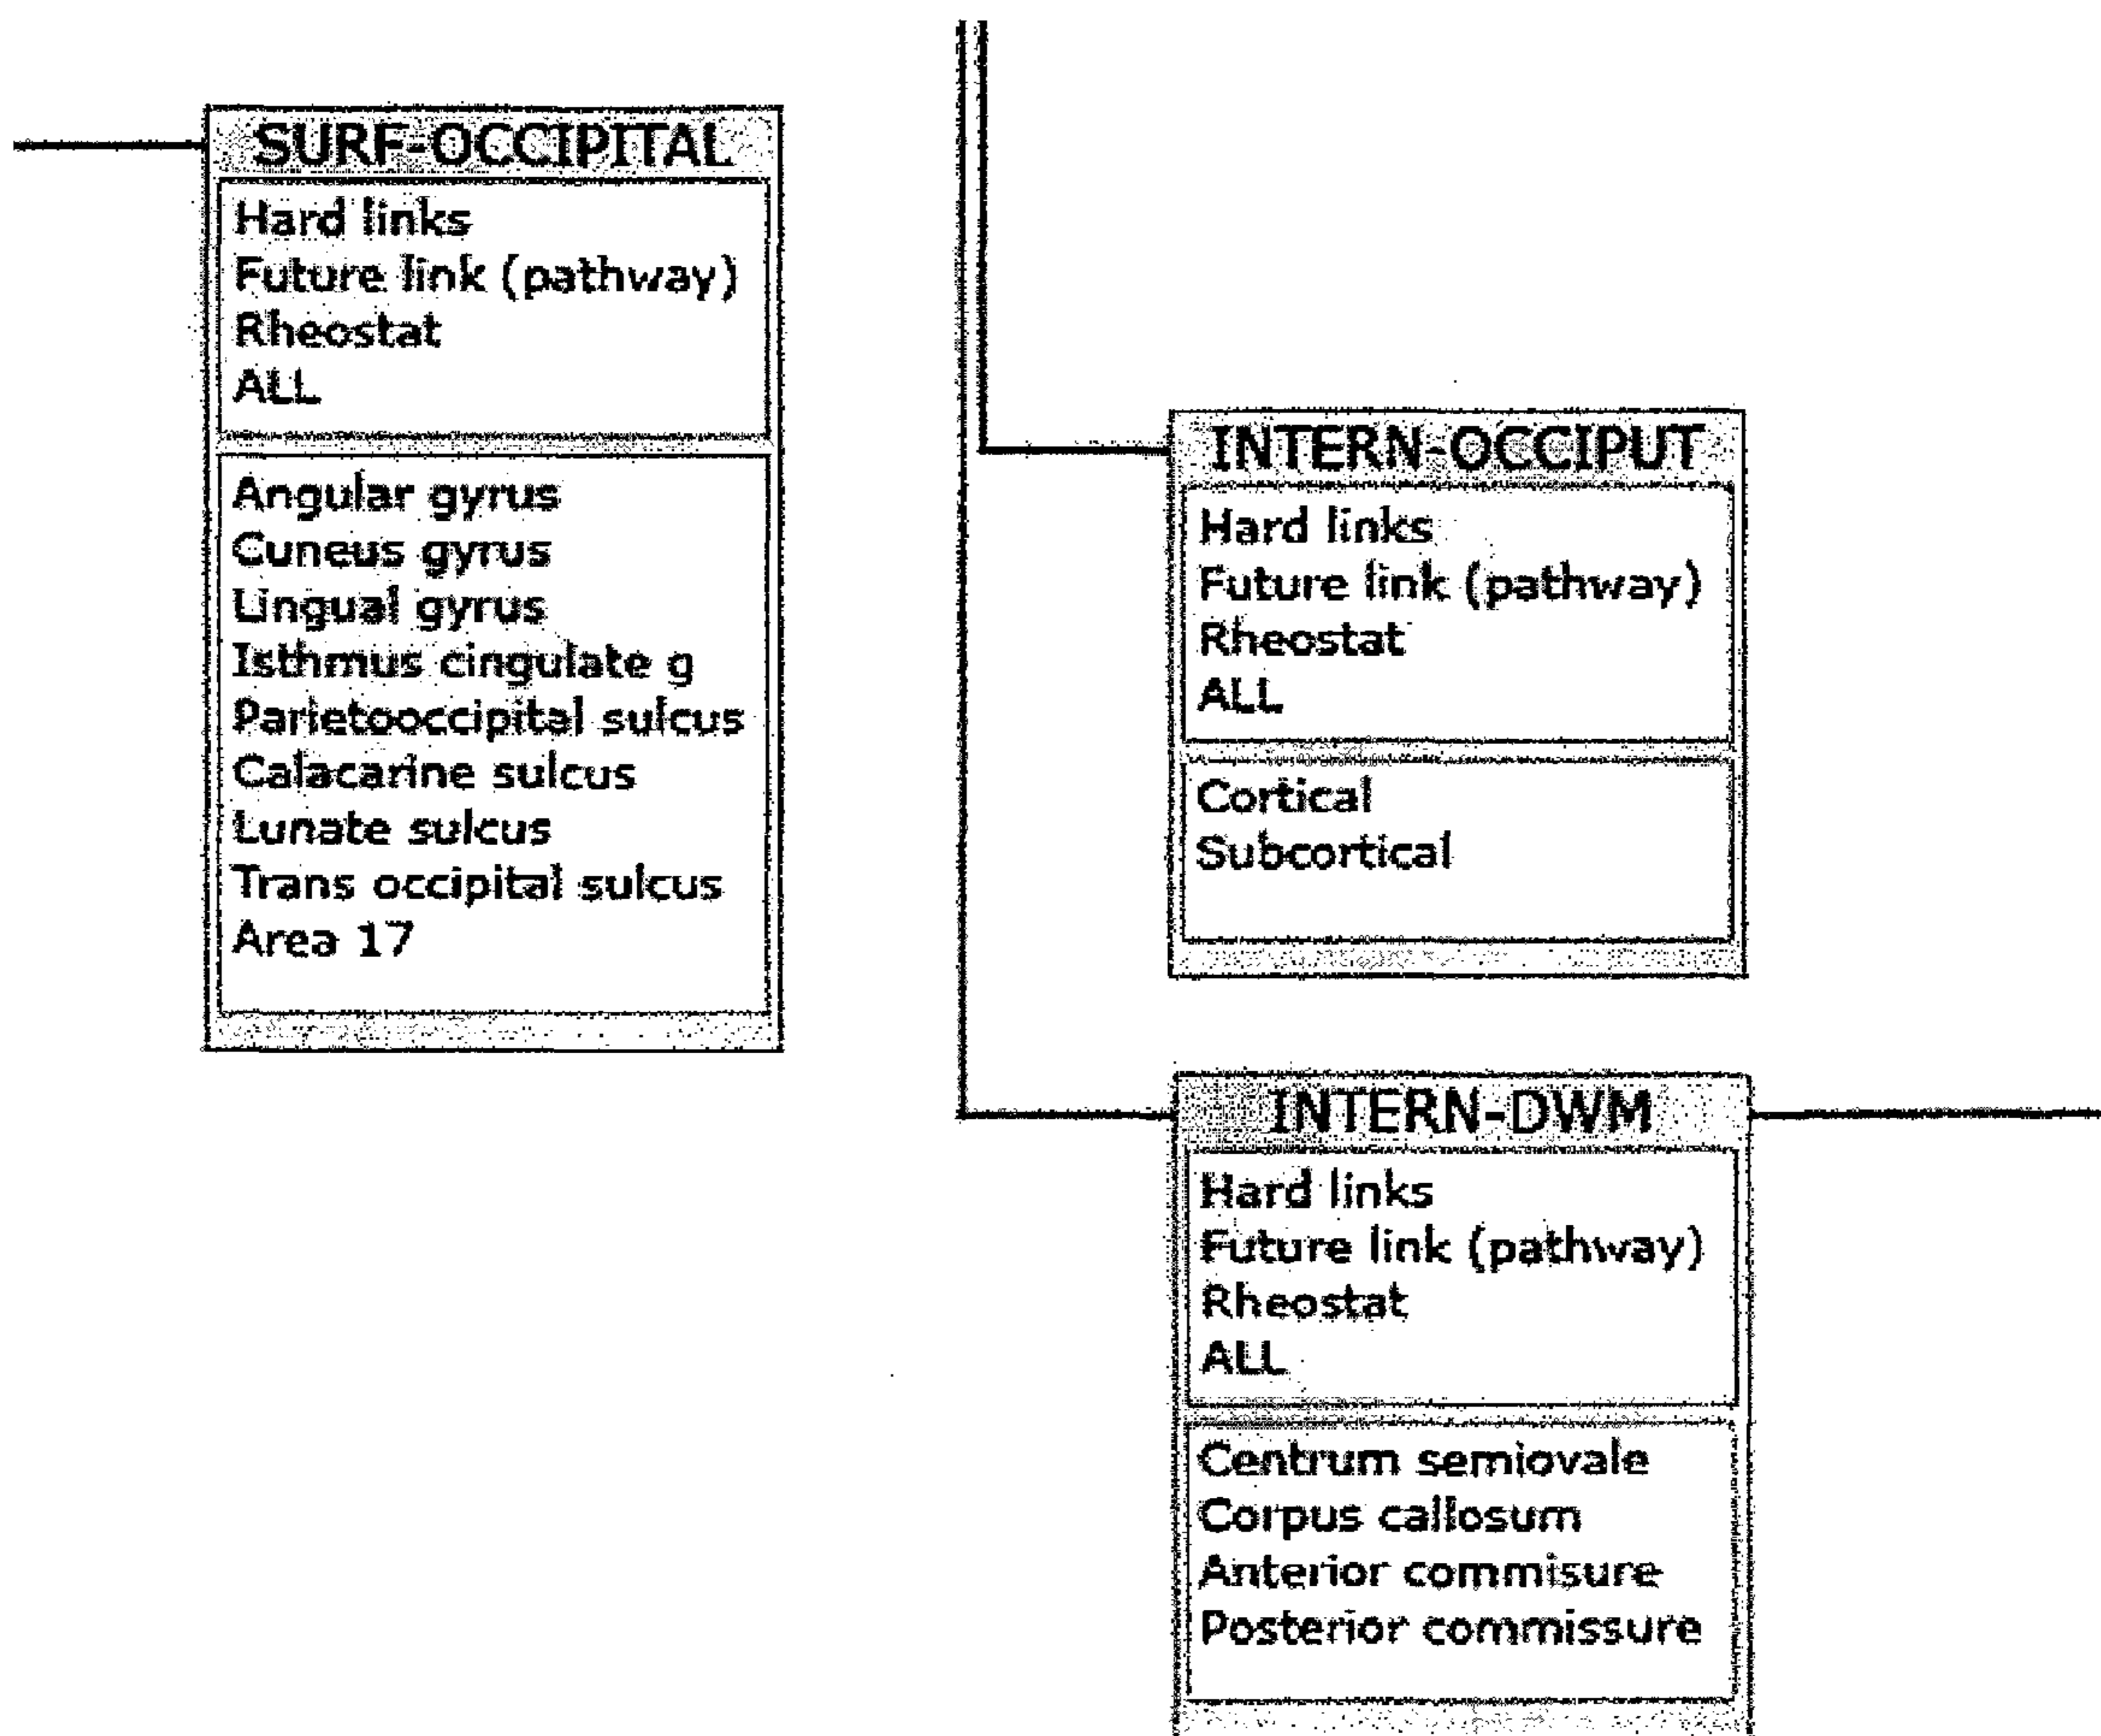 SURF-OCCIPITAL
Hard links
Future link (pathway)
Rheostat
ALL
Angular gyrus
Cuneus gyrus
Lingual gyrus
Isthmus cingulate g
Parietooccipital sulcus
Calacarine sulcus
Lunate sulcus
Trans occipital sulcus
Area 17
INTERN-OCCIPUT
Hard links
Future link (pathway)
Rheostat
ALL
Cortical
Subcortical
INTERN-DWM
Hard links
Future link (pathway)
Rheostat
ALL
Centrum semiovale
Corpus callosum
Anterior commisure
Posterior commissure